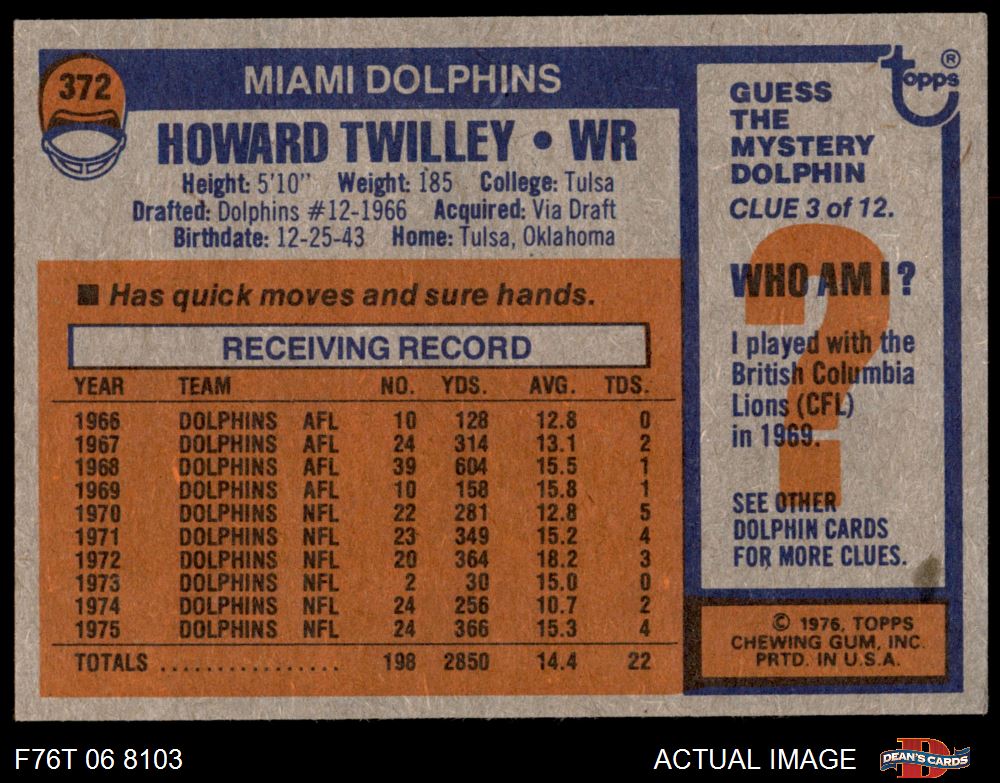 372
MIAMI DOLPHINS
HOWARD TWILLEY • WR
Height: 5'10" Weight: 185 College: Tulsa
Drafted: Dolphins #12-1966 Acquired: Via Draft
Birthdate: 12-25-43 Home: Tulsa, Oklahoma
■ Has quick moves and sure hands.
RECEIVING RECORD
YEAR TEAM NO. YDS. AVG. TDS.
1966 DOLPHINS AFL 10 128 12.8 0
1967 DOLPHINS AFL 24 314 13.1 2
1968 DOLPHINS AFL 39 604 15.5 1
1969 DOLPHINS AFL 10 158 15.8 1
1970 DOLPHINS NFL 22 281 12.8 5
1971 DOLPHINS NFL 23 349 15.2 4
1972 DOLPHINS NFL 20 364 18.2 3
1973 DOLPHINS NFL 2 30 15.0 0
1974 DOLPHINS NFL 24 256 10.7 2
1975 DOLPHINS NFL 24 366 15.3 4
TOTALS ................. 198 2850 14.4 22
topps ®
GUESS
THE
MYSTERY
DOLPHIN
CLUE 3 of 12.
?
WHO AM I?
I played with the
British Columbia
Lions (CFL)
in 1969.
SEE OTHER
DOLPHIN CARDS
FOR MORE CLUES.
© 1976, TOPPS
CHEWING GUM, INC.
PRTD. IN U.S.A.
F76T 06 8103
ACTUAL IMAGE
DEAN'S CARDS